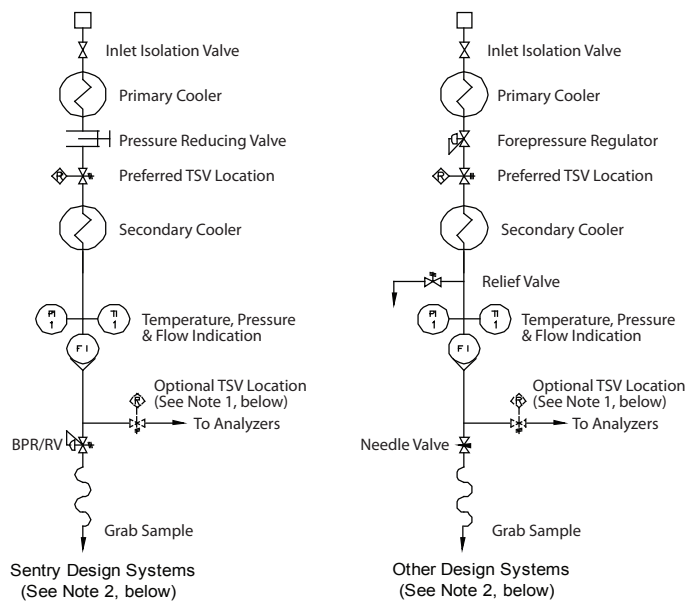 Inlet Isolation Valve
Primary Cooler
Pressure Reducing Valve
R
Preferred TSV Location
Secondary Cooler
PI
1
TI
1
Temperature, Pressure
& Flow Indication
FI
Optional TSV Location
(See Note 1, below)
R
To Analyzers
BPR/RV
Grab Sample
Sentry Design Systems
(See Note 2, below)
Inlet Isolation Valve
Primary Cooler
Forepressure Regulator
R
Preferred TSV Location
Secondary Cooler
Relief Valve
PI
1
TI
1
Temperature, Pressure
& Flow Indication
FI
Optional TSV Location
(See Note 1, below)
R
To Analyzers
Needle Valve
Grab Sample
Other Design Systems
(See Note 2, below)